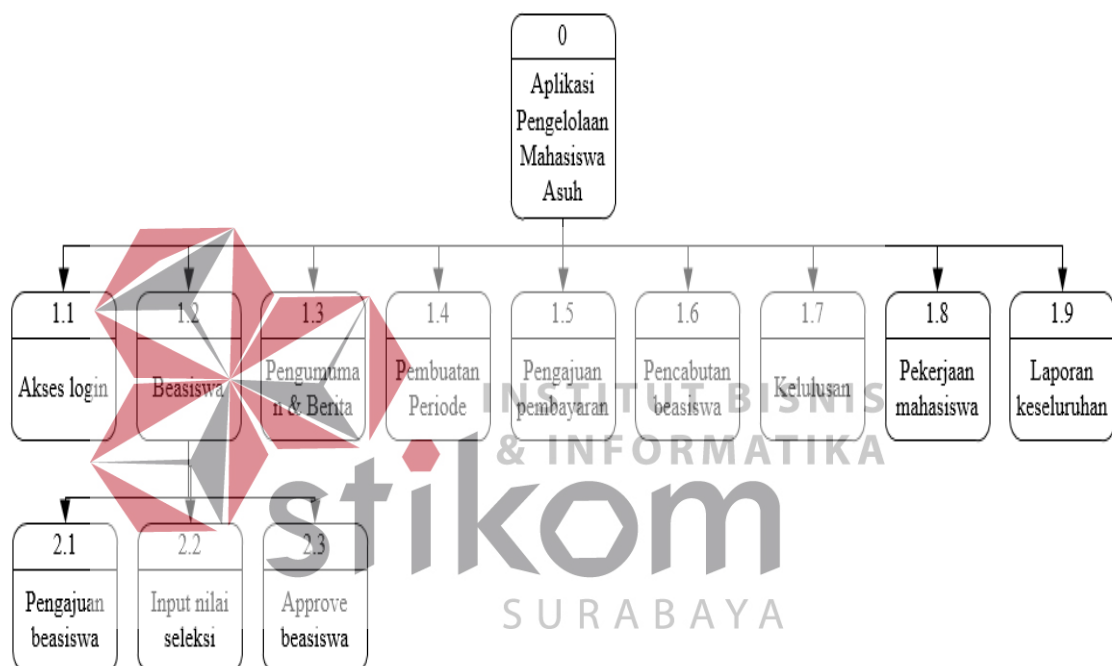 0
Aplikasi
Pengelolaan
Mahasiswa
Asuh
1.1
Akses login
1.2
Beasiswa
1.3
Pengumuma
n & Berita
1.4
Pembuatan
Periode
1.5
Pengajuan
pembayaran
1.6
Pencabutan
beasiswa
1.7
Kelulusan
1.8
Pekerjaan
mahasiswa
1.9
Laporan
keseluruhan
INSTITUT BISNIS
& INFORMATIKA
stikom
SURABAYA
2.1
Pengajuan
beasiswa
2.2
Input nilai
seleksi
2.3
Approve
beasiswa